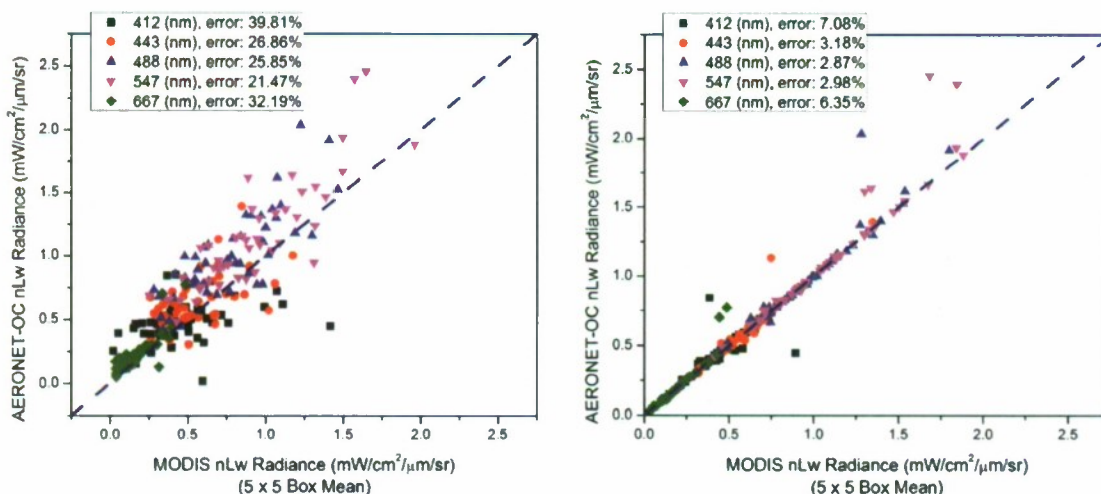 412 (nm), error: 39.81%
443 (nm), error: 26.86%
488 (nm), error: 25.85%
547 (nm), error: 21.47%
667 (nm), error: 32.19%
AERONET-OC nLw Radiance (mW/cm²/μm/sr)
2.5
2.0
1.5
1.0
0.5
0.0
0.0 0.5 1.0 1.5 2.0 2.5
MODIS nLw Radiance (mW/cm²/μm/sr)
(5 x 5 Box Mean)
412 (nm), error: 7.08%
443 (nm), error: 3.18%
488 (nm), error: 2.87%
547 (nm), error: 2.98%
667 (nm), error: 6.35%
AERONET-OC nLw Radiance (mW/cm²/μm/sr)
2.5
2.0
1.5
1.0
0.5
0.0
0.0 0.5 1.0 1.5 2.0 2.5
MODIS nLw Radiance (mW/cm²/μm/sr)
(5 x 5 Box Mean)